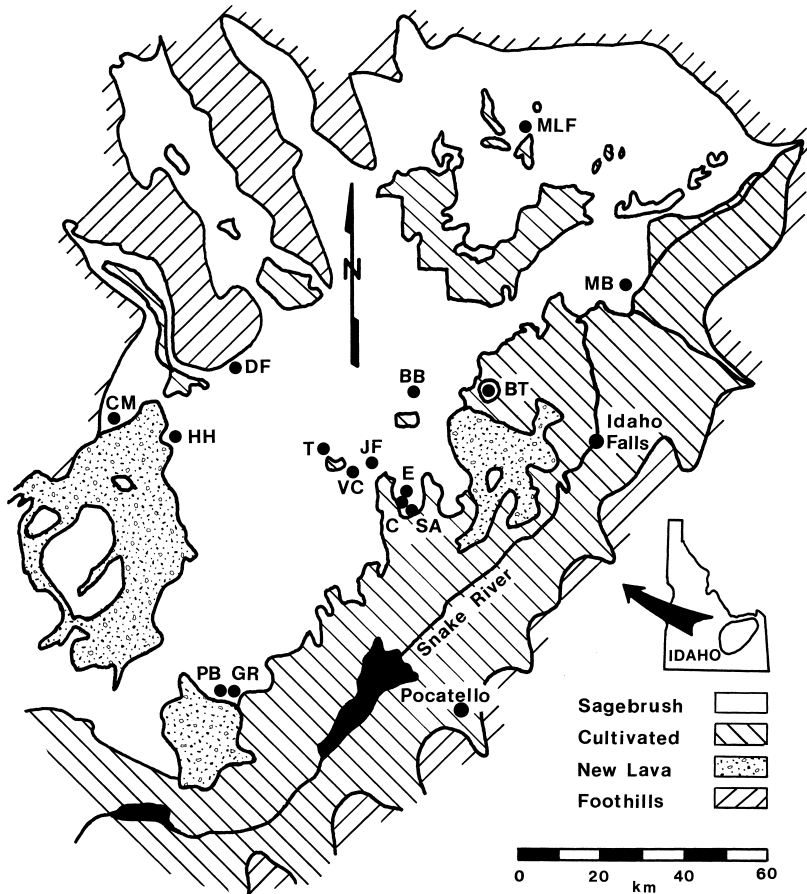 MLF
N
MB
DF
BB
BT
CM
HH
Idaho
Falls
T
JF
VC
E
C
SA
Snake River
IDAHO
PB GR
Pocatello
Sagebrush
Cultivated
New Lava
Foothills
0 20 40 60
km